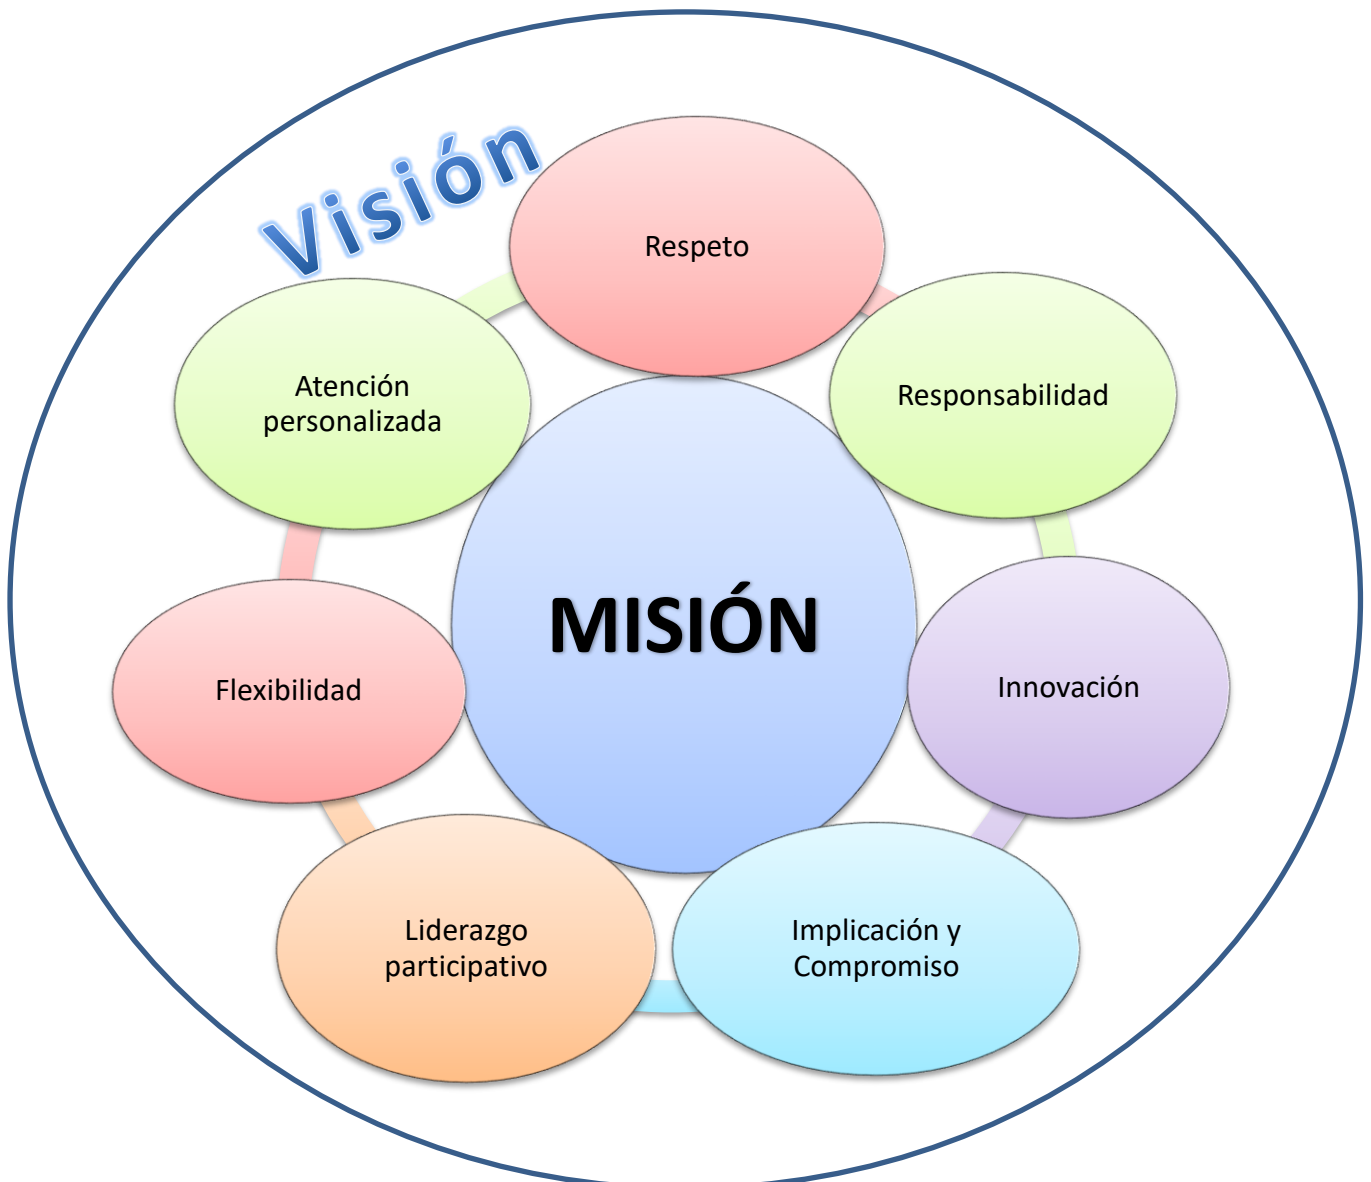 Visión
Respeto
Responsabilidad
Atención
personalizada
MISIÓN
Innovación
Flexibilidad
Implicación y
Compromiso
Liderazgo
participativo